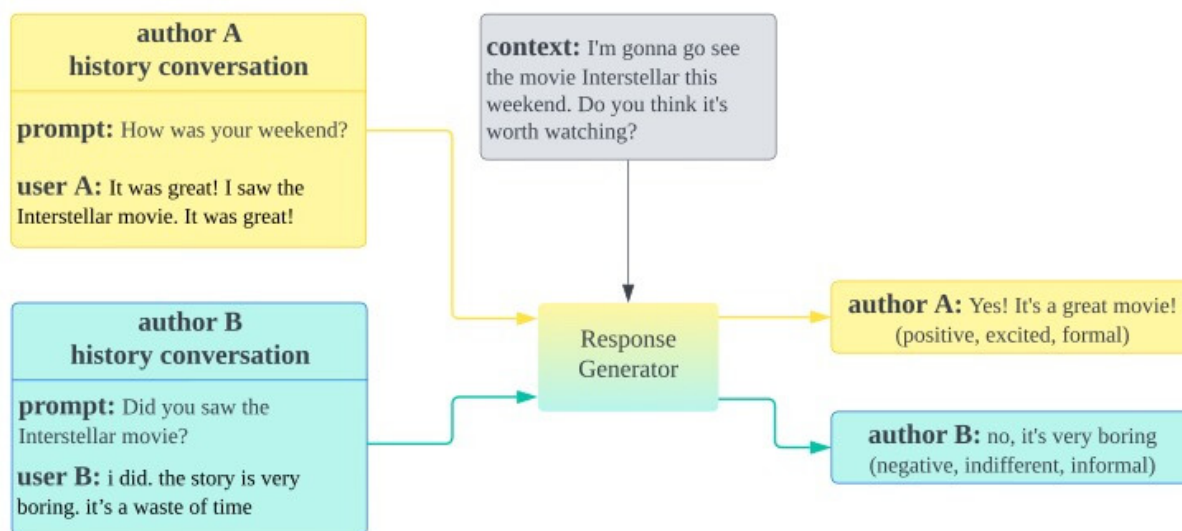 author A
history conversation
prompt: How was your weekend?
user A: It was great! I saw the
Interstellar movie. It was great!
context: I'm gonna go see
the movie Interstellar this
weekend. Do you think it's
worth watching?
author B
history conversation
prompt: Did you saw the
Interstellar movie?
user B: i did. the story is very
boring. it’s a waste of time
Response
Generator
author A: Yes! It's a great movie!
(positive, excited, formal)
author B: no, it's very boring
(negative, indifferent, informal)